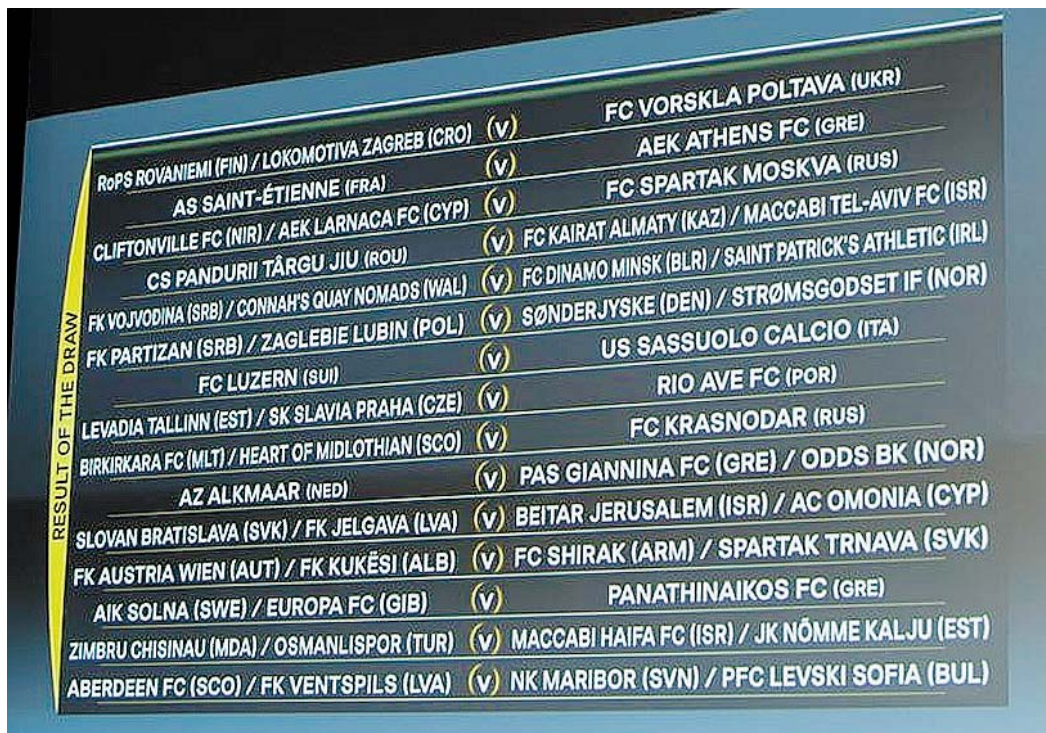 RESULT OF THE DRAW
RoPS ROVANIEMI (FIN) / LOKOMOTIVA ZAGREB (CRO) (v) FC VORSKLA POLTAVA (UKR)
AS SAINT-ÉTIENNE (FRA) (v) AEK ATHENS FC (GRE)
CLIFTONVILLE FC (NIR) / AEK LARNACA FC (CYP) (v) FC SPARTAK MOSKVA (RUS)
CS PANDURII TÂRGU JIU (ROU) (v) FC KAIRAT ALMATY (KAZ) / MACCABI TEL-AVIV FC (ISR)
FK VOJVODINA (SRB) / CONNAH'S QUAY NOMADS (WAL) (v) FC DINAMO MINSK (BLR) / SAINT PATRICK'S ATHLETIC (IRL)
FK PARTIZAN (SRB) / ZAGLEBIE LUBIN (POL) (v) SØNDERJYSKE (DEN) / STRØMSGODSET IF (NOR)
FC LUZERN (SUI) (v) US SASSUOLO CALCIO (ITA)
LEVADIA TALLINN (EST) / SK SLAVIA PRAHA (CZE) (v) RIO AVE FC (POR)
BIRKIRKARA FC (MLT) / HEART OF MIDLOTHIAN (SCO) (v) FC KRASNODAR (RUS)
AZ ALKMAAR (NED) (v) PAS GIANNINA FC (GRE) / ODDS BK (NOR)
SLOVAN BRATISLAVA (SVK) / FK JELGAVA (LVA) (v) BEITAR JERUSALEM (ISR) / AC OMONIA (CYP)
FK AUSTRIA WIEN (AUT) / FK KUKËSI (ALB) (v) FC SHIRAK (ARM) / SPARTAK TRNAVA (SVK)
AIK SOLNA (SWE) / EUROPA FC (GIB) (v) PANATHINAIKOS FC (GRE)
ZIMBRU CHISINAU (MDA) / OSMANLISPOR (TUR) (v) MACCABI HAIFA FC (ISR) / JK NÕMME KALJU (EST)
ABERDEEN FC (SCO) / FK VENTSPILS (LVA) (v) NK MARIBOR (SVN) / PFC LEVSKI SOFIA (BUL)